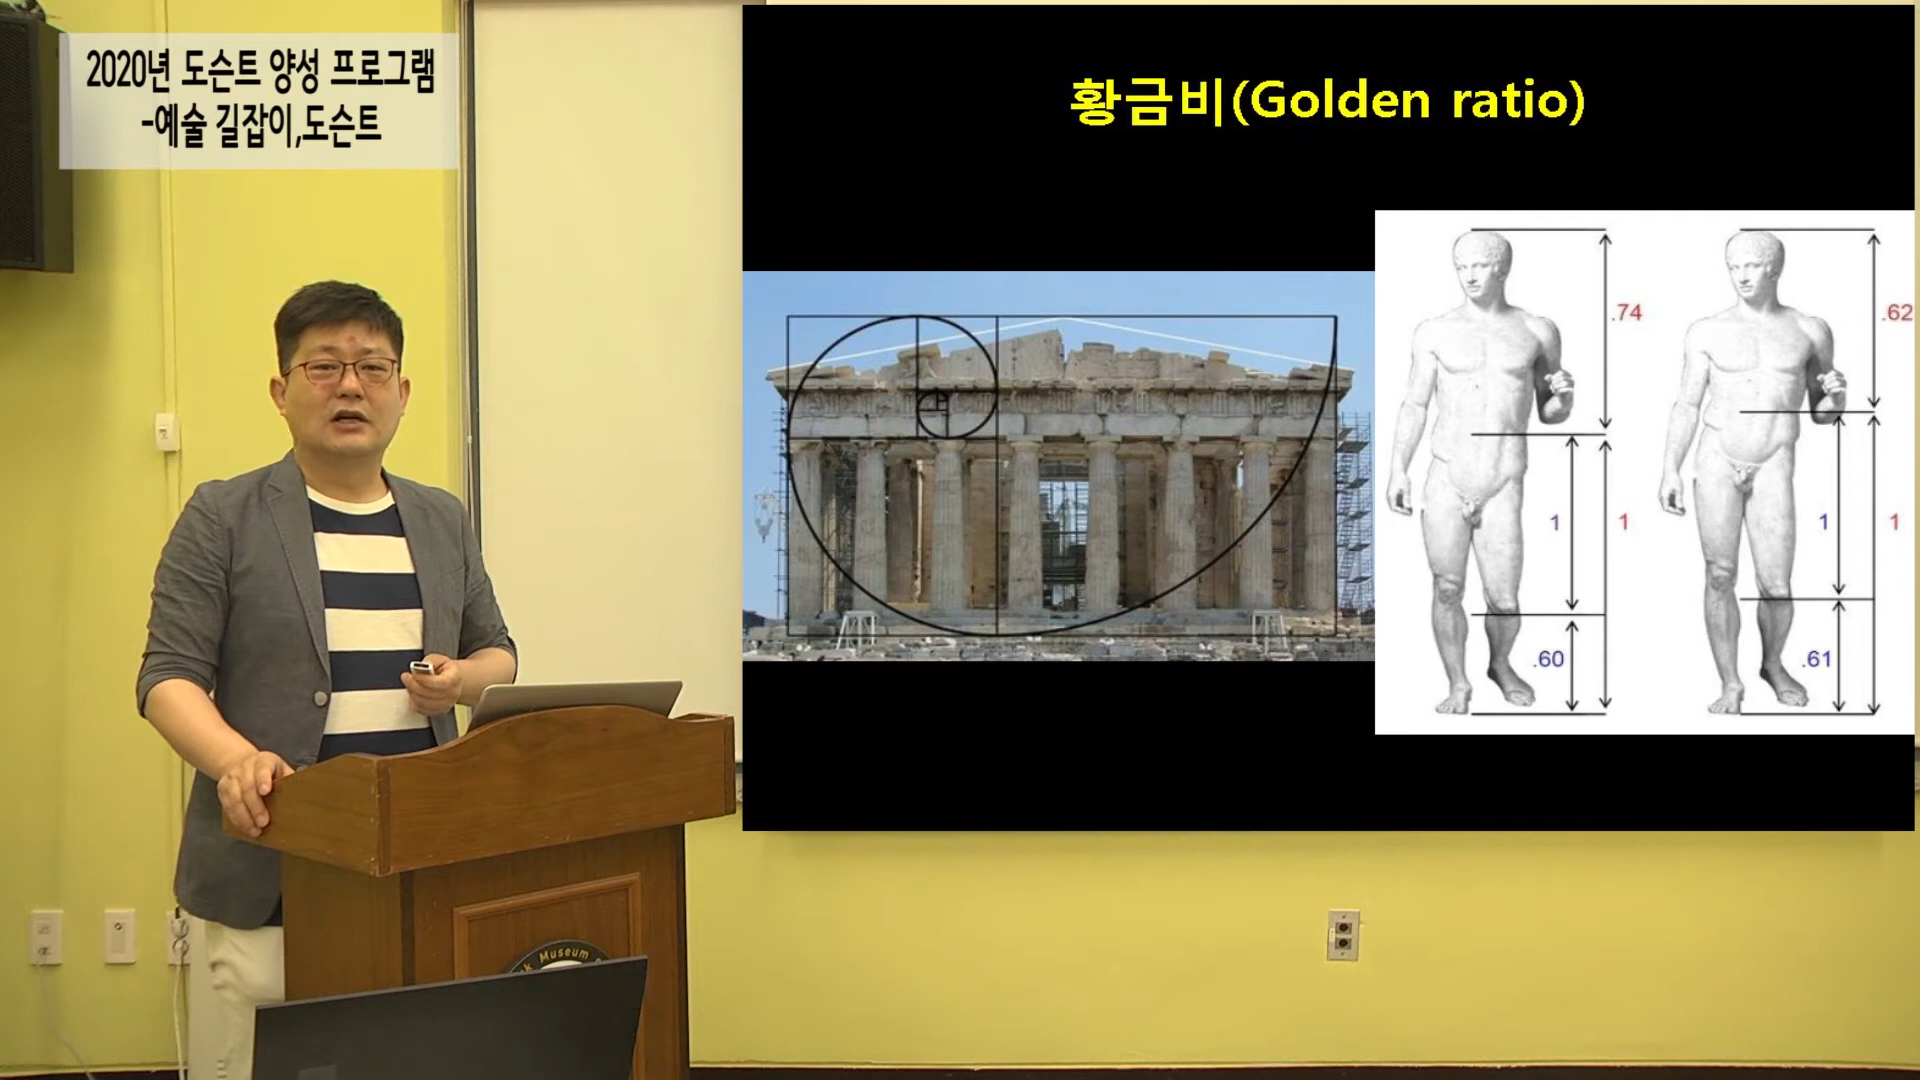 2020년 도슨트 양성 프로그램
-예술 길잡이,도슨트
황금비(Golden ratio)
.74
.62
1
1
1
1
.60
.61
Museum